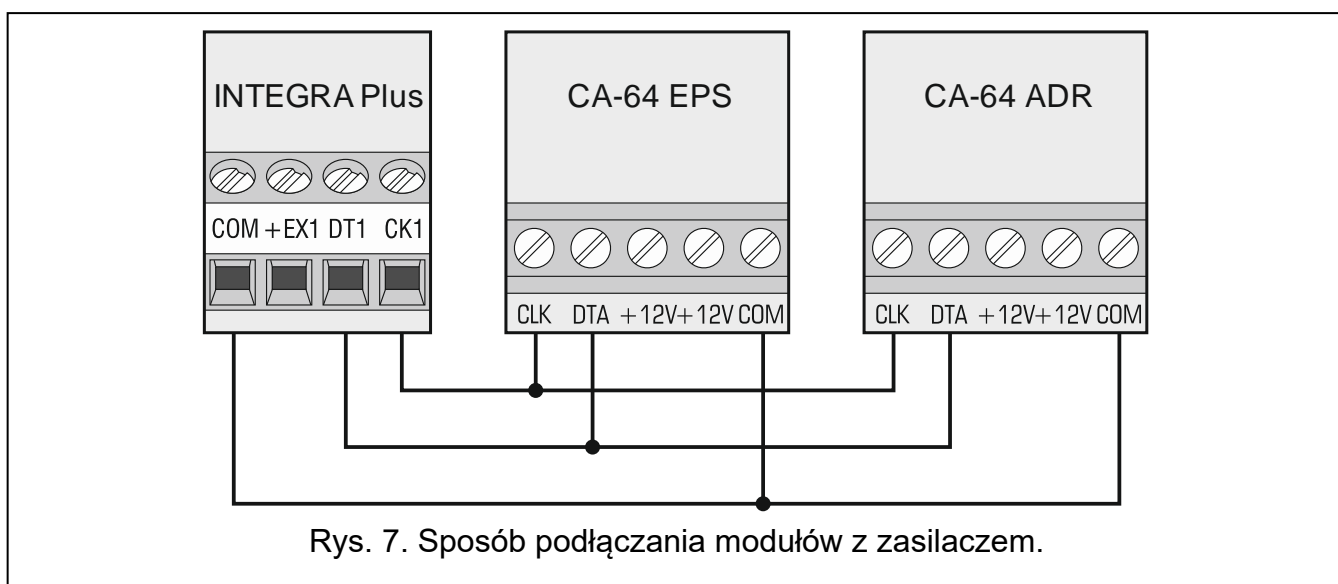 INTEGRA Plus
CA-64 EPS
CA-64 ADR
COM +EX1 DT1 CK1
CLK DTA +12V+12V COM
CLK DTA +12V+12V COM
Rys. 7. Sposób podłączania modułów z zasilaczem.